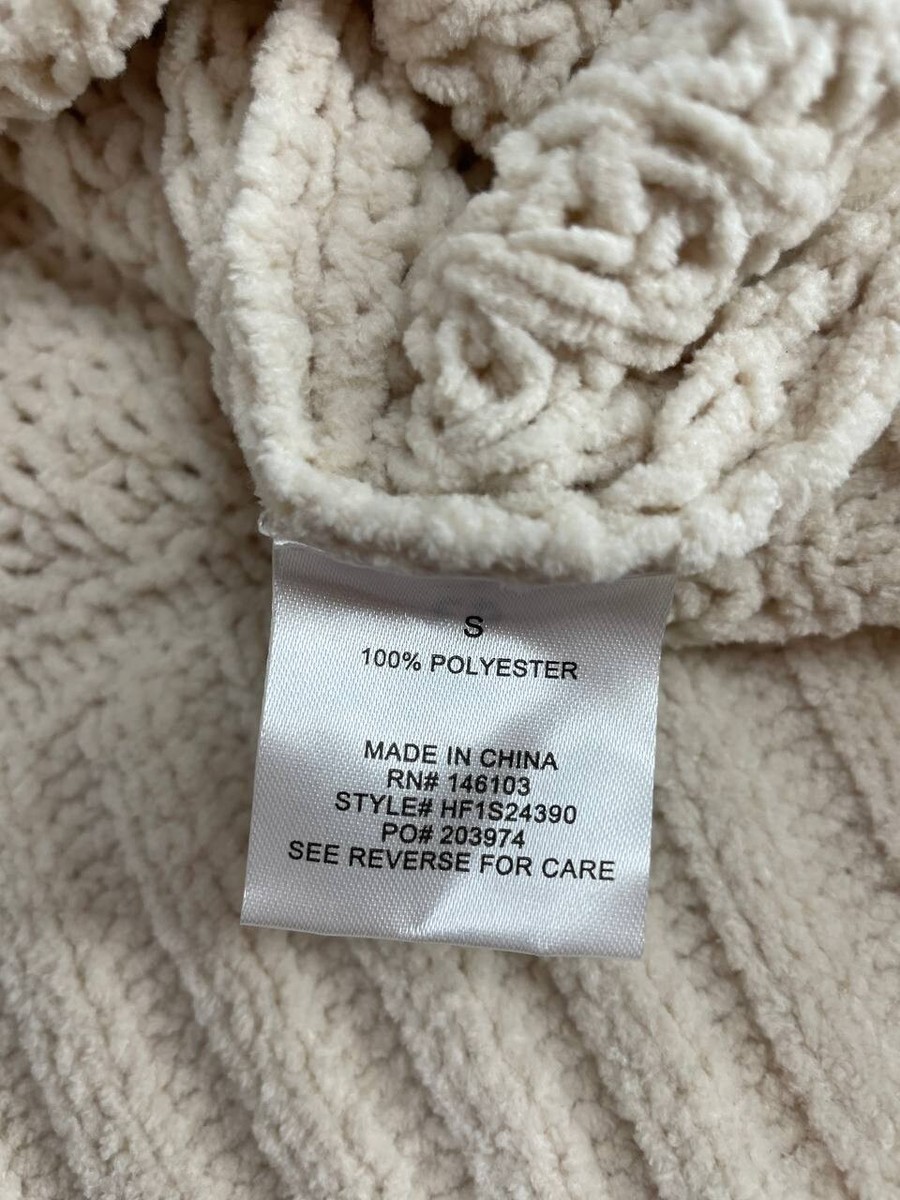 S
100% POLYESTER
MADE IN CHINA
RN# 146103
STYLE# HF1S24390
PO# 203974
SEE REVERSE FOR CARE